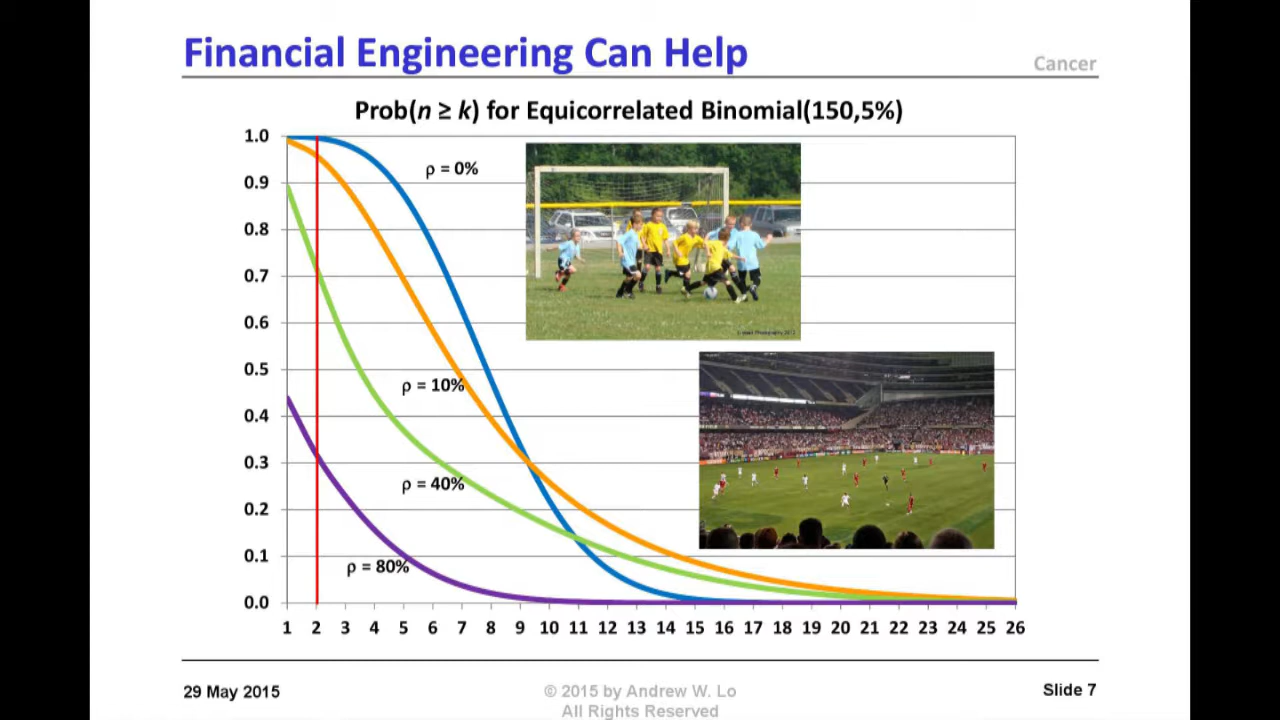 Financial Engineering Can Help
Cancer
Prob(n ≥ k) for Equicorrelated Binomial(150,5%)
1.0
0.9
0.8
0.7
0.6
0.5
0.4
0.3
0.2
0.1
0.0
ρ = 0%
ρ = 10%
ρ = 40%
ρ = 80%
1 2 3 4 5 6 7 8 9 10 11 12 13 14 15 16 17 18 19 20 21 22 23 24 25 26
29 May 2015
© 2015 by Andrew W. Lo
All Rights Reserved
Slide 7